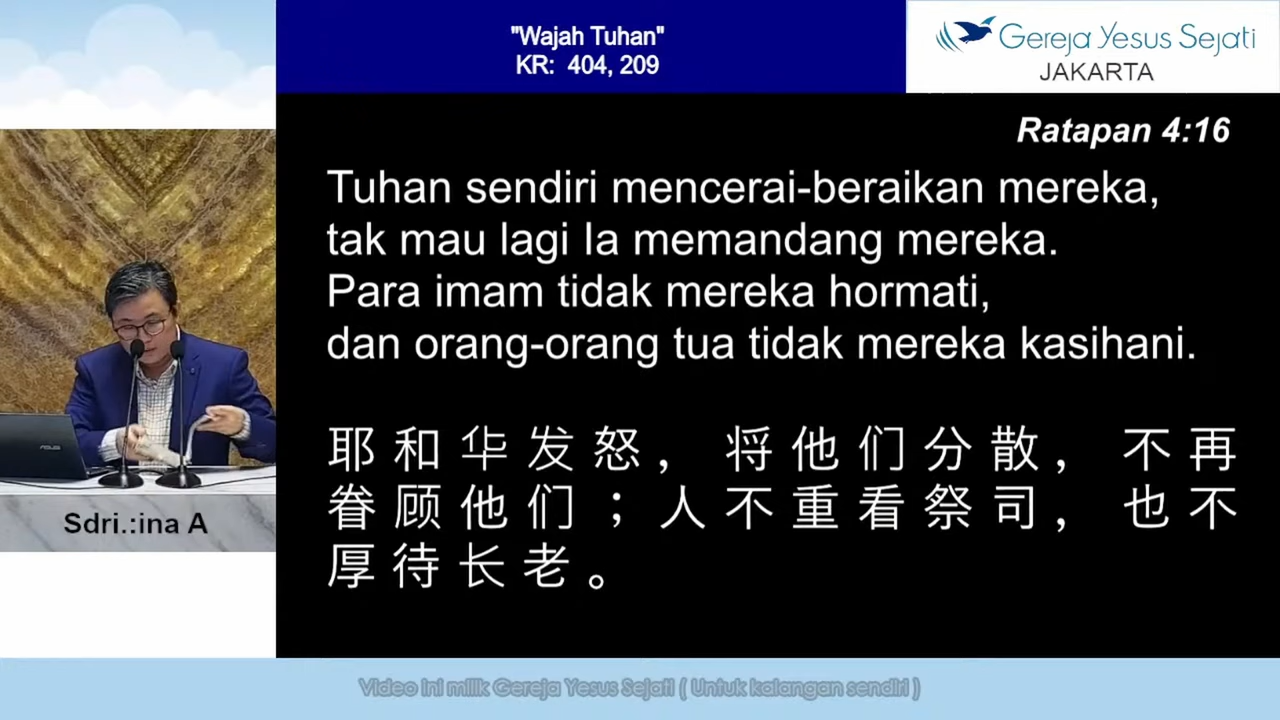 "Wajah Tuhan"
KR: 404, 209
Gereja Yesus Sejati
JAKARTA
Ratapan 4:16
Tuhan sendiri mencerai-beraikan mereka,
tak mau lagi Ia memandang mereka.
Para imam tidak mereka hormati,
dan orang-orang tua tidak mereka kasihani.
耶和华发怒，将他们分散，不再
眷顾他们；人不重看祭司，也不
厚待长老。
ASUS
Sdri.:ina A
Video ini milik Gereja Yesus Sejati ( Untuk kalangan sendiri )